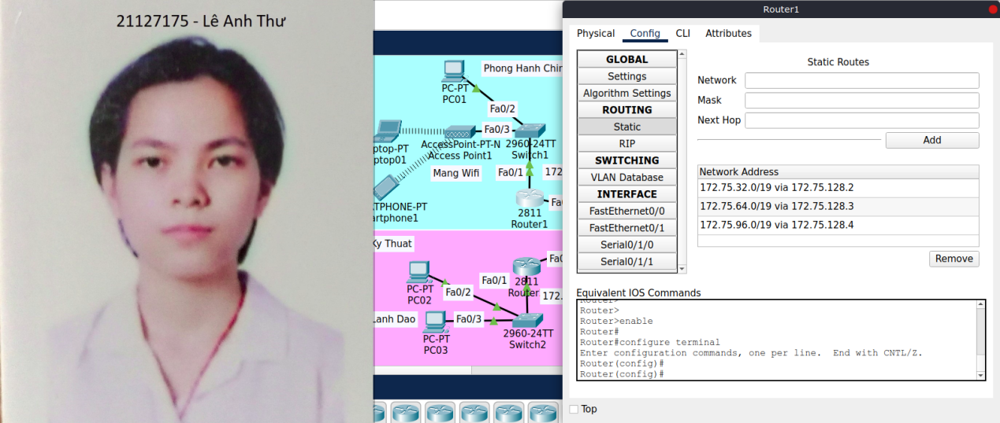 21127175 - Lê Anh Thư
Phong Hanh Chin
PC-PT
PC01
Fa0/2
Fa0/3
ptop-PT
ptop01
AccessPoint-PT-N
Access Point1
2960-24TT
Switch1
Mang Wifi
Fa0/1
172
TPHONE-PT
artphone1
2811
Router1
Fa
Ky Thuat
Fa
PC-PT
PC02
Fa0/2
Fa0/1
2811
Router
172.
Lanh Dao
Fa0/3
PC-PT
PC03
2960-24TT
Switch2
Router1
Physical
Config
CLI
Attributes
GLOBAL
Settings
Algorithm Settings
ROUTING
Static
RIP
SWITCHING
VLAN Database
INTERFACE
FastEthernet0/0
FastEthernet0/1
Serial0/1/0
Serial0/1/1
Static Routes
Network
Mask
Next Hop
Add
Network Address
172.75.32.0/19 via 172.75.128.2
172.75.64.0/19 via 172.75.128.3
172.75.96.0/19 via 172.75.128.4
Remove
Equivalent IOS Commands
Router>
Router>
Router>enable
Router#
Router#configure terminal
Enter configuration commands, one per line. End with CNTL/Z.
Router(config)#
Router(config)#
Top